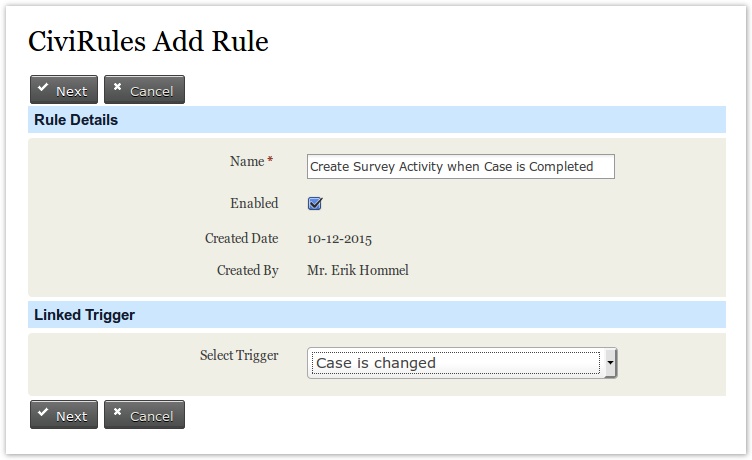 CiviRules Add Rule
Next Cancel
Rule Details
Name * Create Survey Activity when Case is Completed
Enabled
Created Date 10-12-2015
Created By Mr. Erik Hommel
Linked Trigger
Select Trigger Case is changed
Next Cancel